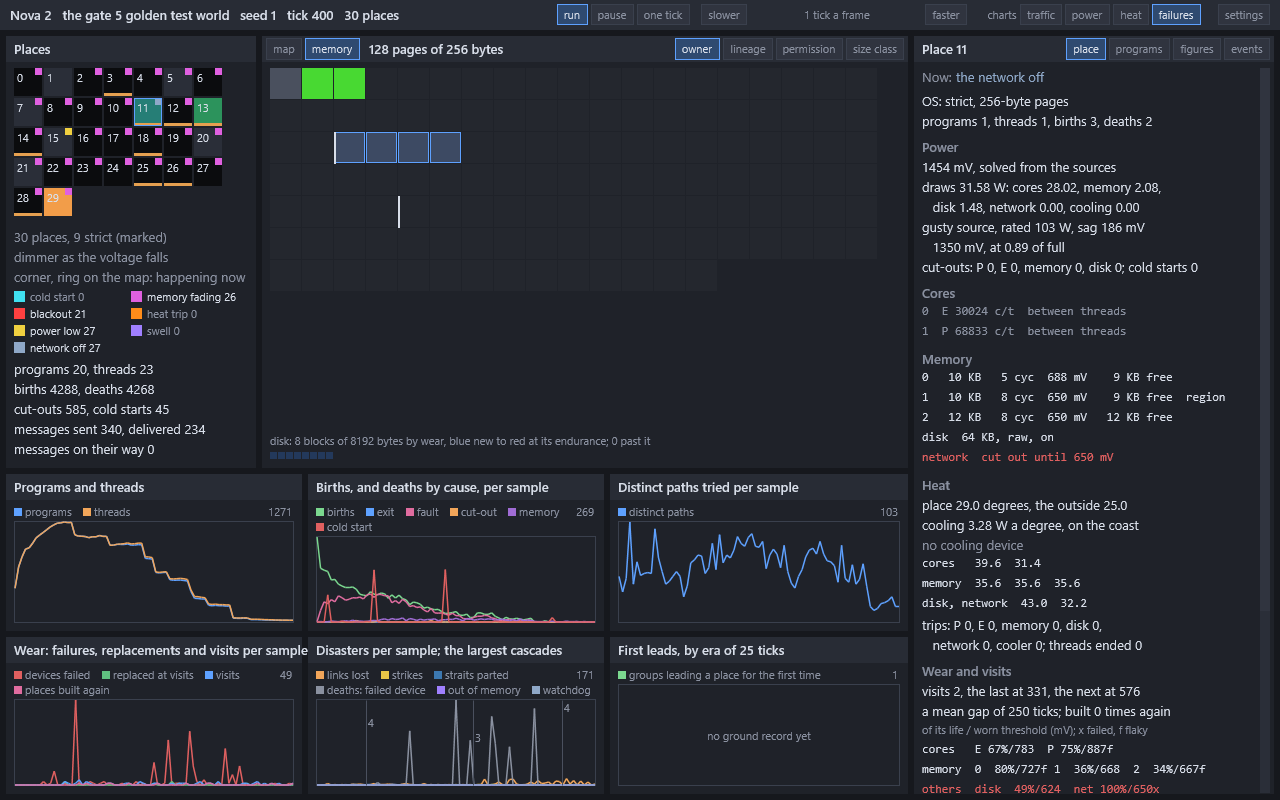 Nova 2 the gate 5 golden test world seed 1 tick 400 30 places
run pause one tick slower 1 tick a frame faster charts traffic power heat failures settings
Places
0 1 2 3 4 5 6
7 8 9 10 11 12 13
14 15 16 17 18 19 20
21 22 23 24 25 26 27
28 29
30 places, 9 strict (marked)
dimmer as the voltage falls
corner, ring on the map: happening now
cold start 0 memory fading 26
blackout 21 heat trip 0
power low 27 swell 0
network off 27
programs 20, threads 23
births 4288, deaths 4268
cut-outs 585, cold starts 45
messages sent 340, delivered 234
messages on their way 0
map memory 128 pages of 256 bytes owner lineage permission size class
disk: 8 blocks of 8192 bytes by wear, blue new to red at its endurance; 0 past it
Place 11 place programs figures events
Now: the network off
OS: strict, 256-byte pages
programs 1, threads 1, births 3, deaths 2
Power
1454 mV, solved from the sources
draws 31.58 W: cores 28.02, memory 2.08,
disk 1.48, network 0.00, cooling 0.00
gusty source, rated 103 W, sag 186 mV
1350 mV, at 0.89 of full
cut-outs: P 0, E 0, memory 0, disk 0; cold starts 0
Cores
0 E 30024 c/t between threads
1 P 68833 c/t between threads
Memory
0 10 KB 5 cyc 688 mV 9 KB free
1 10 KB 8 cyc 650 mV 9 KB free region
2 12 KB 8 cyc 650 mV 12 KB free
disk 64 KB, raw, on
network cut out until 650 mV
Heat
place 29.0 degrees, the outside 25.0
cooling 3.28 W a degree, on the coast
no cooling device
cores 39.6 31.4
memory 35.6 35.6 35.6
disk, network 43.0 32.2
trips: P 0, E 0, memory 0, disk 0,
network 0, cooler 0; threads ended 0
Wear and visits
visits 2, the last at 331, the next at 576
a mean gap of 250 ticks; built 0 times again
of its life / worn threshold (mV); x failed, f flaky
cores E 67%/783 P 75%/887f
memory 0 80%/727f 1 36%/668 2 34%/667f
others disk 49%/624 net 100%/650x
Programs and threads
programs threads 1271
Births, and deaths by cause, per sample
births exit fault cut-out memory 269
cold start
Distinct paths tried per sample
distinct paths 103
Wear: failures, replacements and visits per sample
devices failed replaced at visits visits 49
places built again
Disasters per sample; the largest cascades
links lost strikes straits parted 171
deaths: failed device out of memory watchdog
4 3 4
First leads, by era of 25 ticks
groups leading a place for the first time 1
no ground record yet